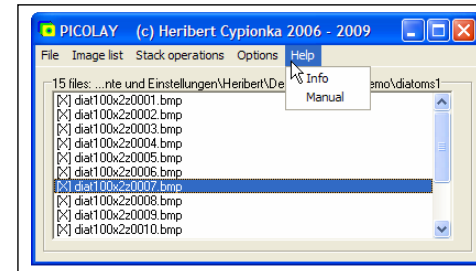 PICOLAY (c) Heribert Cypionka 2006 - 2009
File Image list Stack operations Options Help
Info
Manual
15 files: ...nte und Einstellungen\Heribert\De emo\diatoms1
[X] diat100x2z0001.bmp
[X] diat100x2z0002.bmp
[X] diat100x2z0003.bmp
[X] diat100x2z0004.bmp
[X] diat100x2z0005.bmp
[X] diat100x2z0006.bmp
[X] diat100x2z0007.bmp
[X] diat100x2z0008.bmp
[X] diat100x2z0009.bmp
[X] diat100x2z0010.bmp